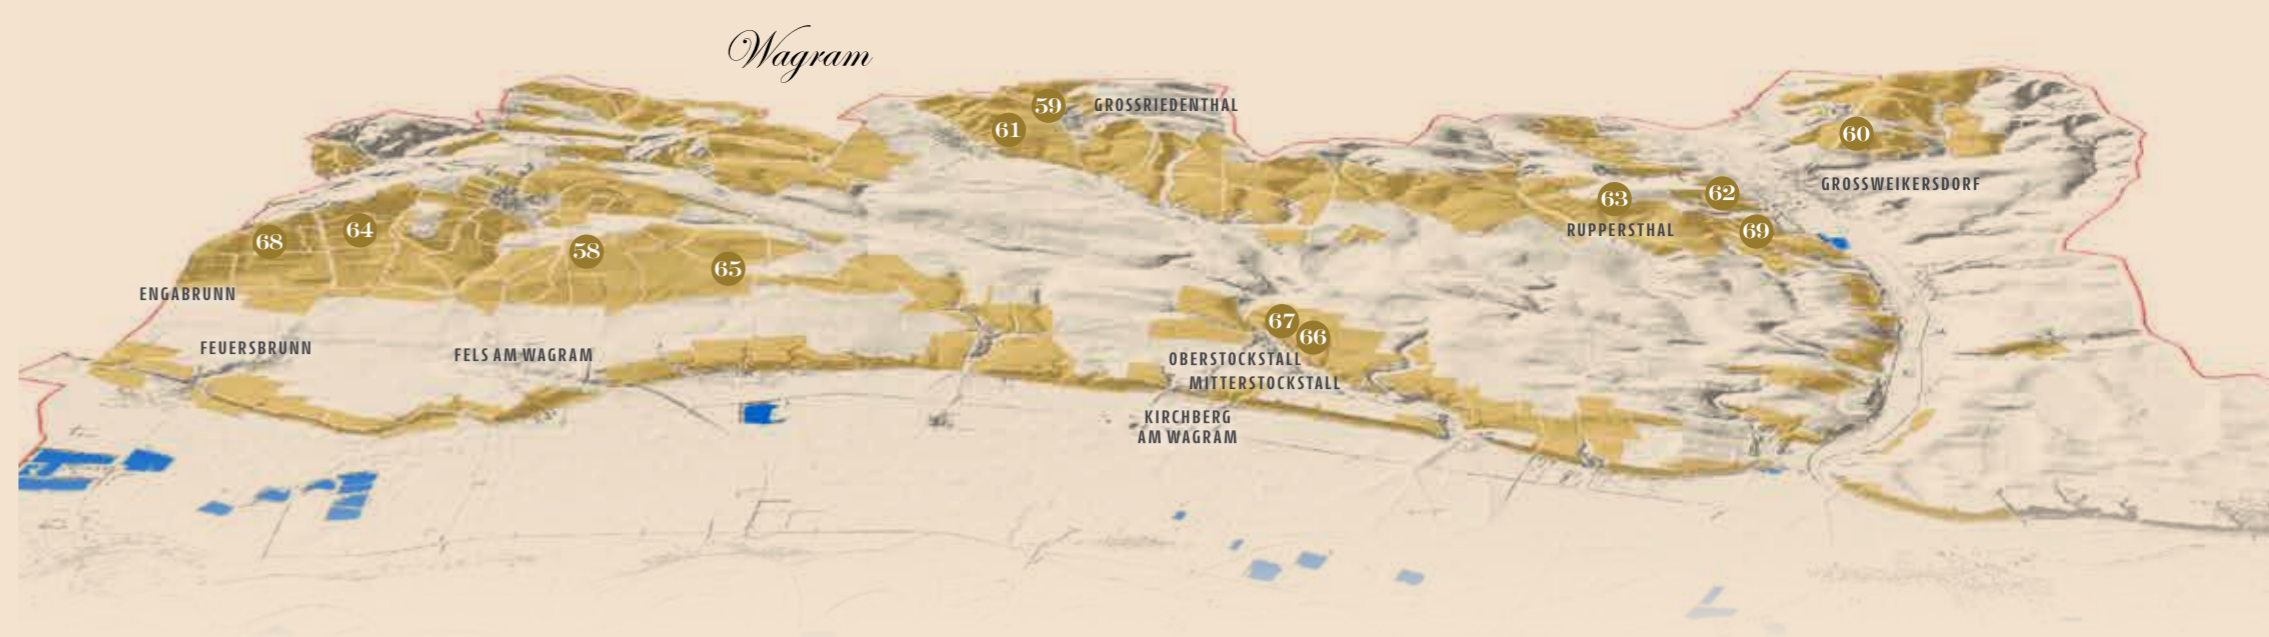 Wagram
59
GROSSRIEDENTHAL
61
60
GROSSWEIKERSDORF
62
63
RUPPERSTHAL
69
64
68
58
65
ENGABRUNN
67
66
FEUERSBRUNN
FELS AM WAGRAM
OBERSTOCKSTALL
MITTERSTOCKSTALL
KIRCHBERG
AM WAGRAM